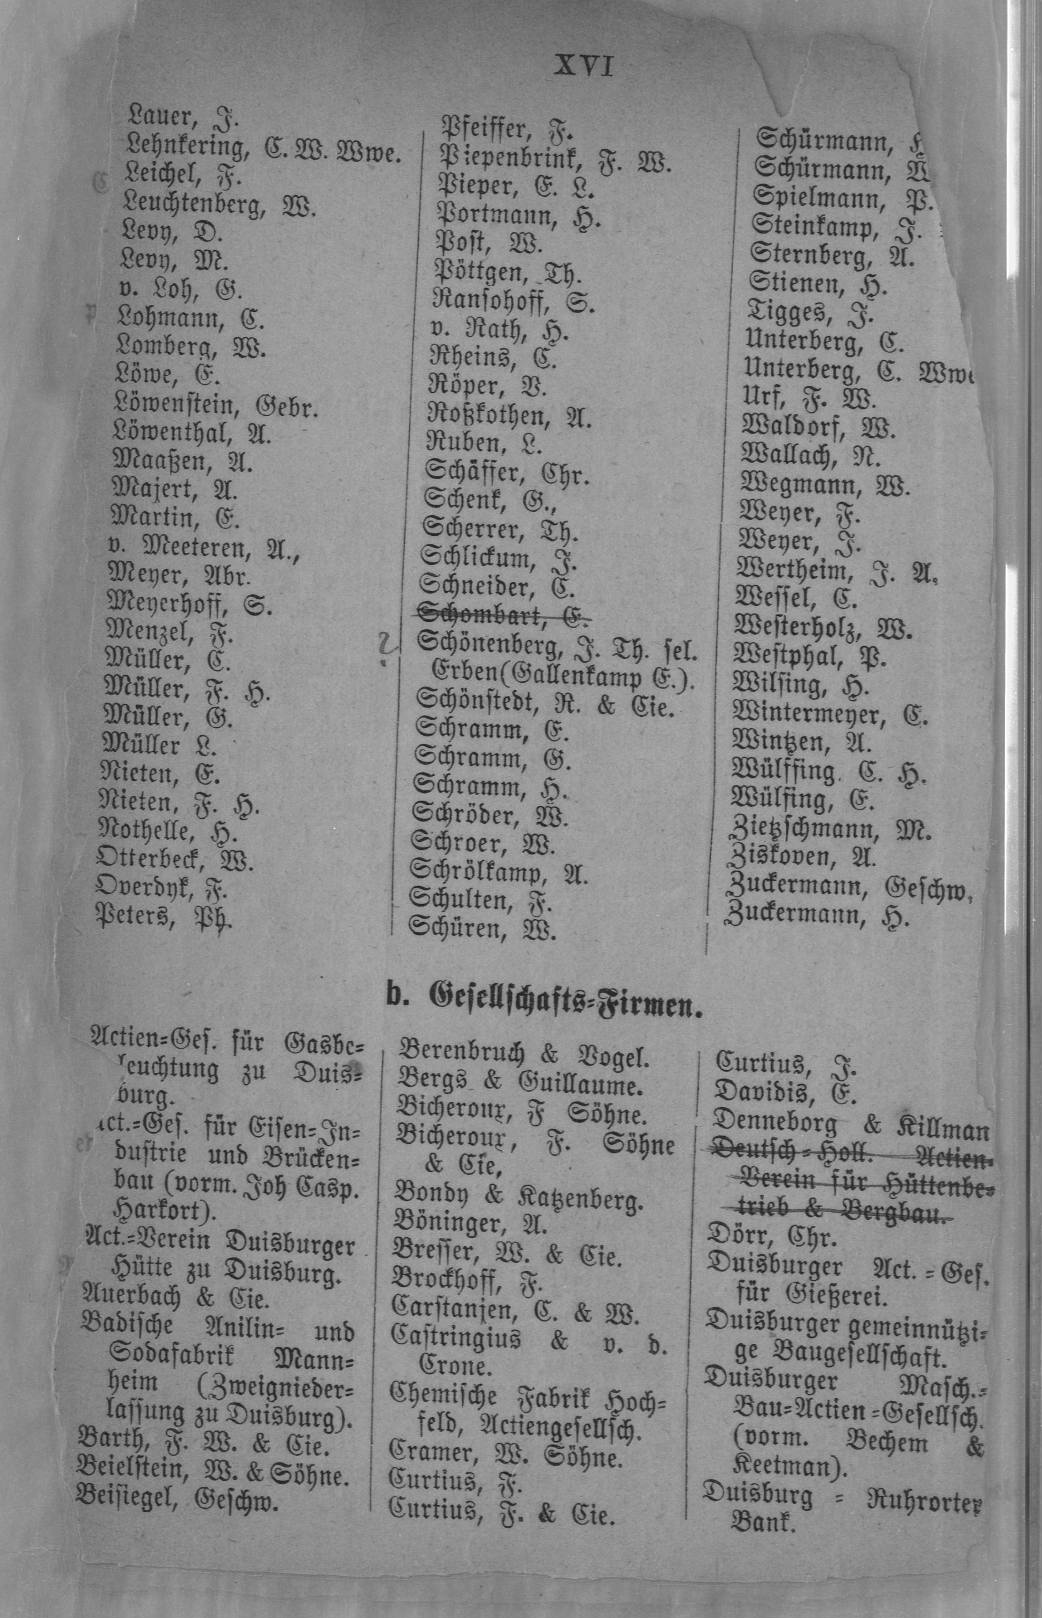 XVI
Lauer, J.
Lehnkering, C. W. Wwe.
Leichel, F.
Leuchtenberg, W.
Levy, D.
Levy, M.
v. Loh, G.
Lohmann, C.
Lomberg, W.
Löwe, E.
Löwenstein, Gebr.
Löwenthal, A.
Maaßen, A.
Majert, A.
Martin, E.
v. Meeteren, A.,
Meyer, Abr.
Meyerhoff, S.
Menzel, F.
Müller, C.
Müller, F. H.
Müller, G.
Müller L.
Nieten, E.
Nieten, F. H.
Nothelle, H.
Otterbeck, W.
Overdyk, F.
Peters, Ph.
Pfeiffer, F.
Piepenbrink, F. W.
Pieper, E. L.
Portmann, H.
Post, W.
Pöttgen, Th.
Ransohoff, S.
v. Rath, H.
Rheins, C.
Röper, V.
Roßkothen, A.
Ruben, L.
Schäffer, Chr.
Schenk, G.,
Scherrer, Th.
Schlickum, J.
Schneider, C.
Schombart, E.
? Schönenberg, J. Th. sel.
Erben (Gallenkamp E.).
Schönstedt, R. & Cie.
Schramm, E.
Schramm, G.
Schramm, H.
Schröder, W.
Schroer, W.
Schrölkamp, A.
Schulten, F.
Schüren, W.
Schürmann,
Schürmann,
Spielmann, P.
Steinkamp, J.
Sternberg, A.
Stienen, H.
Tigges, J.
Unterberg, C.
Unterberg, C. Wwe
Urf, F. W.
Waldorf, W.
Wallach, N.
Wegmann, W.
Weyer, F.
Weyer, J.
Wertheim, J. A.
Wessel, C.
Westerholz, W.
Westphal, P.
Wilsing, H.
Wintermeyer, C.
Wintzen, A.
Wülffing C. H.
Wülfing, E.
Zietzschmann, M.
Ziskoven, A.
Zuckermann, Geschw.
Zuckermann, H.
b. Gesellschafts-Firmen.
Actien-Ges. für Gasbe-
leuchtung zu Duis-
burg.
Act.-Ges. für Eisen-In-
dustrie und Brücken-
bau (vorm. Joh Casp.
Harkort).
Act.-Verein Duisburger
Hütte zu Duisburg.
Auerbach & Cie.
Badische Anilin- und
Sodafabrik Mann-
heim (Zweignieder-
lassung zu Duisburg).
Barth, F. W. & Cie.
Beielstein, W. & Söhne.
Beisiegel, Geschw.
Berenbruch & Vogel.
Bergs & Guillaume.
Bicheroux, F Söhne.
Bicheroux, F. Söhne
& Cie,
Bondy & Katzenberg.
Böninger, A.
Bresser, W. & Cie.
Brockhoff, F.
Carstanjen, C. & W.
Castringius & v. d.
Crone.
Chemische Fabrik Hoch-
feld, Actiengesellsch.
Cramer, W. Söhne.
Curtius, F.
Curtius, F. & Cie.
Curtius, J.
Davidis, E.
Denneborg & Killman
Deutsch-Holl. Actien-
Verein für Hüttenbe-
trieb & Bergbau.
Dörr, Chr.
Duisburger Act.-Ges.
für Gießerei.
Duisburger gemeinnützi-
ge Baugesellschaft.
Duisburger Masch.-
Bau-Actien-Gesellsch.
(vorm. Bechem &
Keetman).
Duisburg-Ruhrorter
Bank.